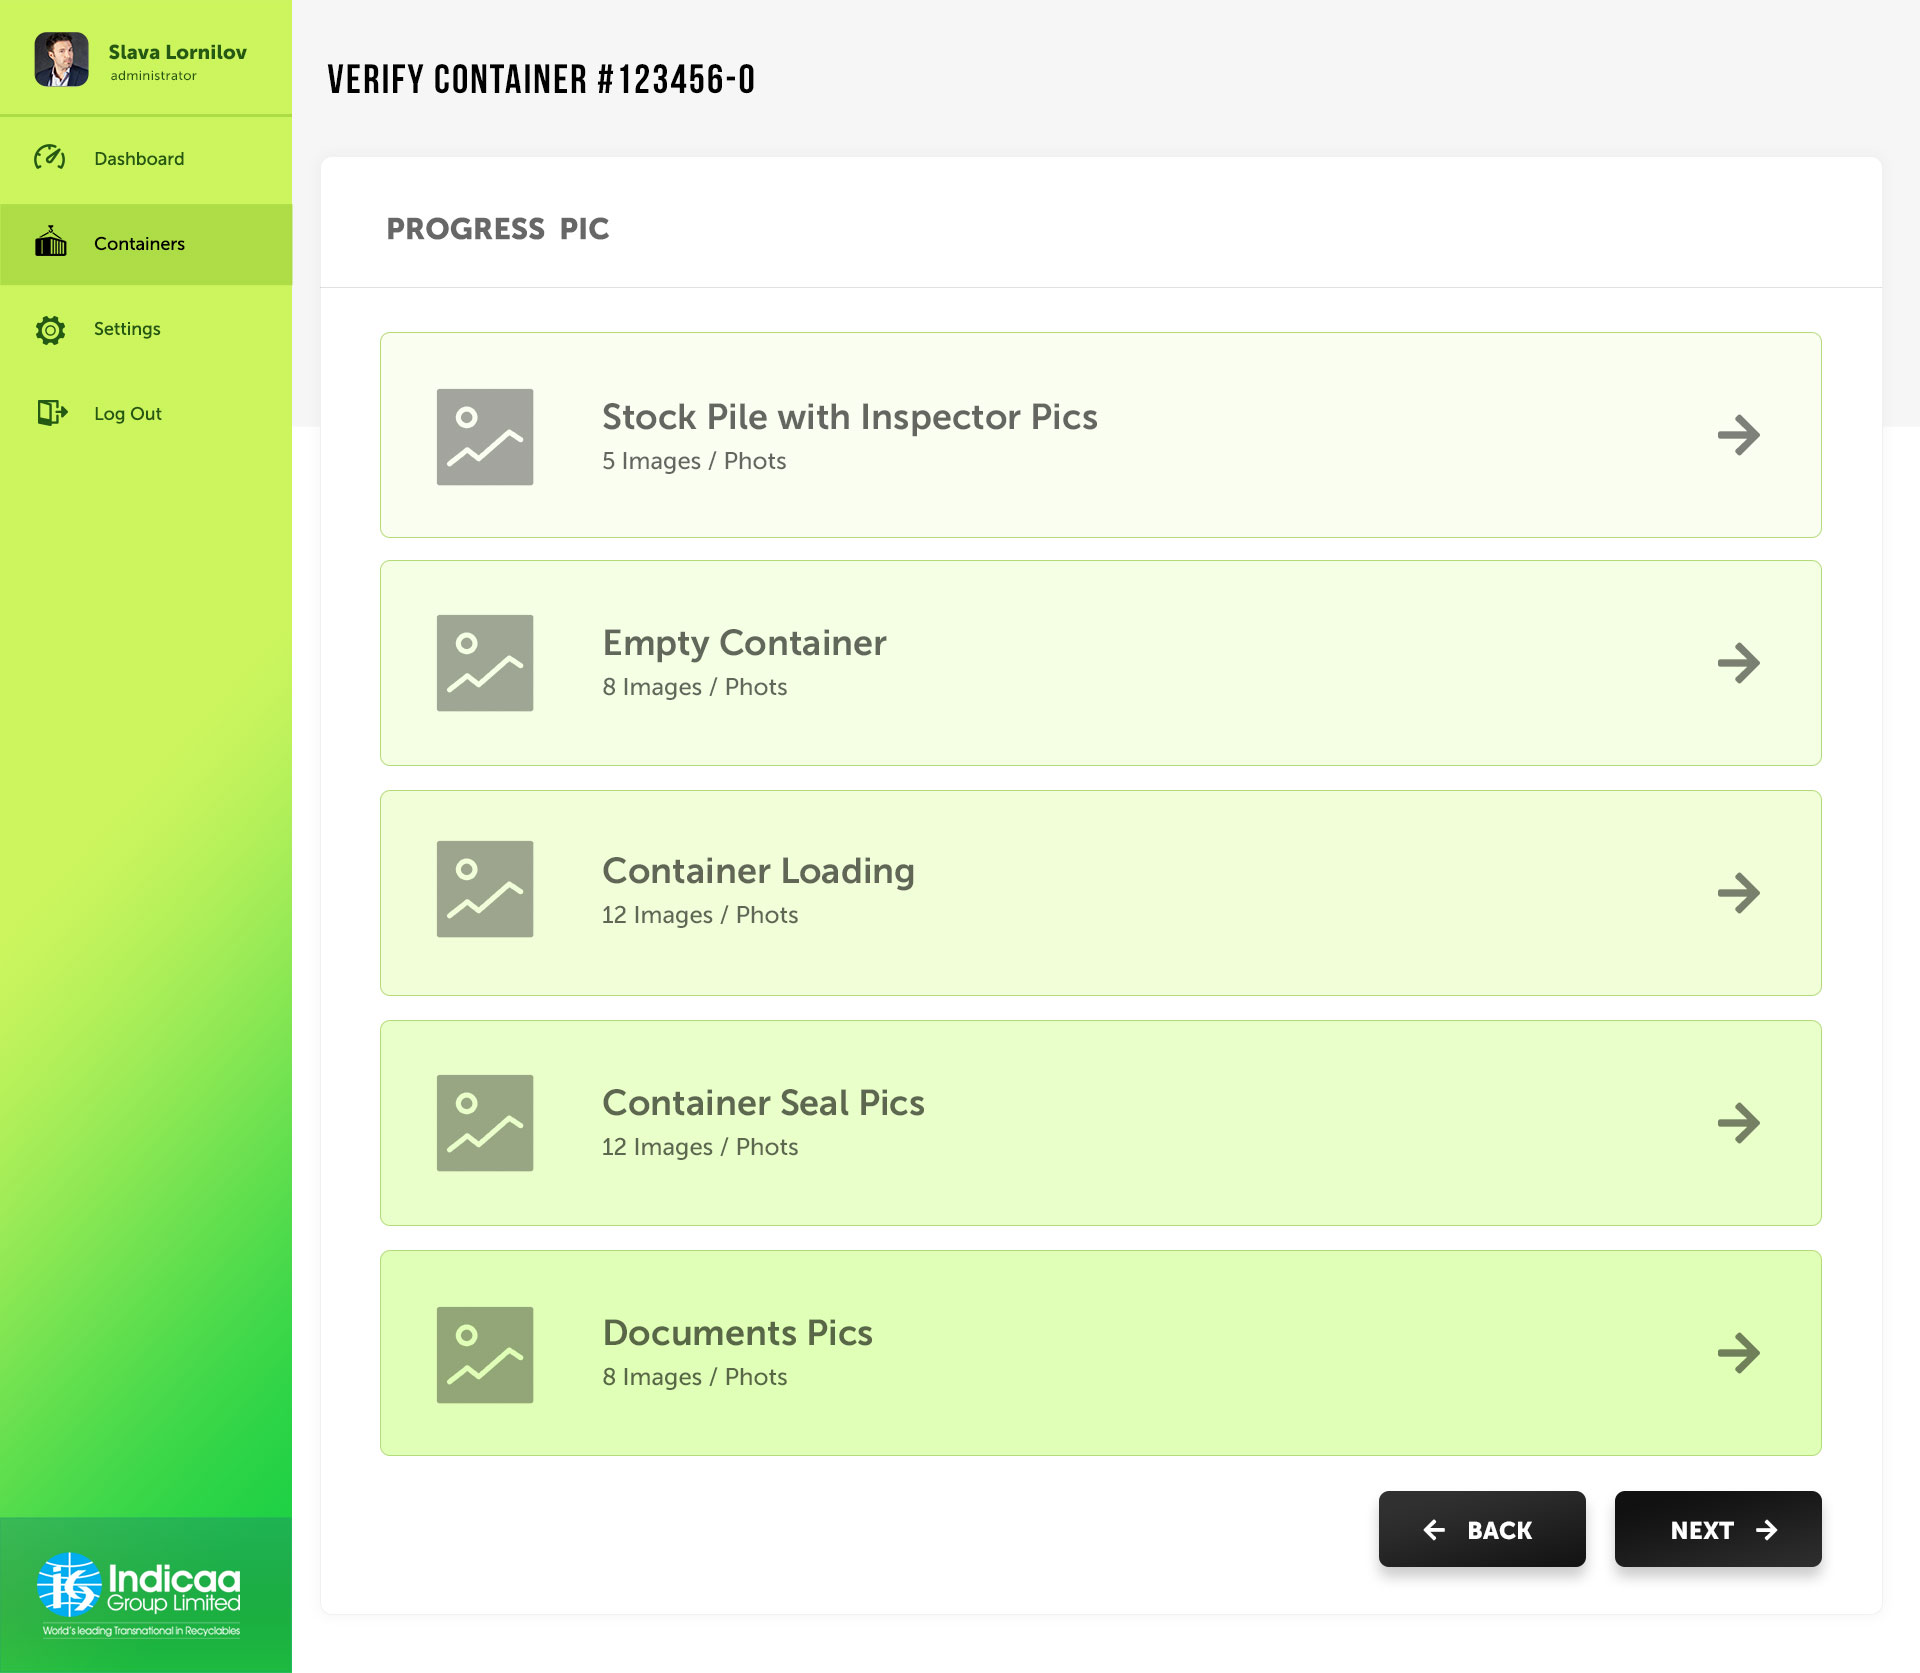 Slava Lornilov
administrator
Dashboard
Containers
Settings
Log Out
Indicaa
Group Limited
World's leading Transnational in Recyclables
VERIFY CONTAINER #123456-0
PROGRESS PIC
Stock Pile with Inspector Pics
5 Images / Phots
Empty Container
8 Images / Phots
Container Loading
12 Images / Phots
Container Seal Pics
12 Images / Phots
Documents Pics
8 Images / Phots
BACK
NEXT